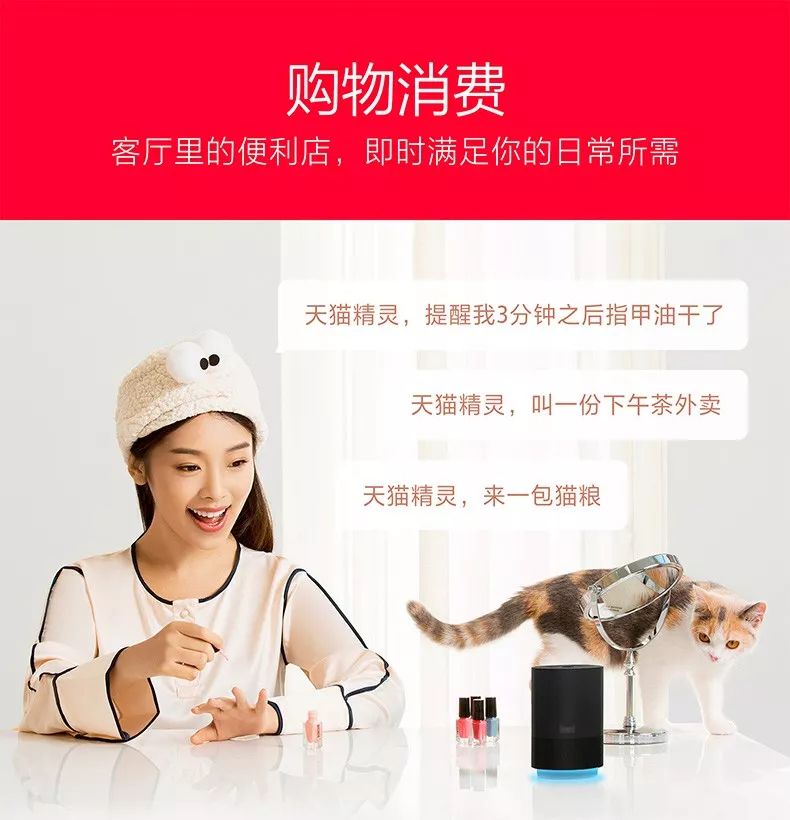 购物消费
客厅里的便利店，即时满足你的日常所需
天猫精灵，提醒我3分钟之后指甲油干了
天猫精灵，叫一份下午茶外卖
天猫精灵，来一包猫粮